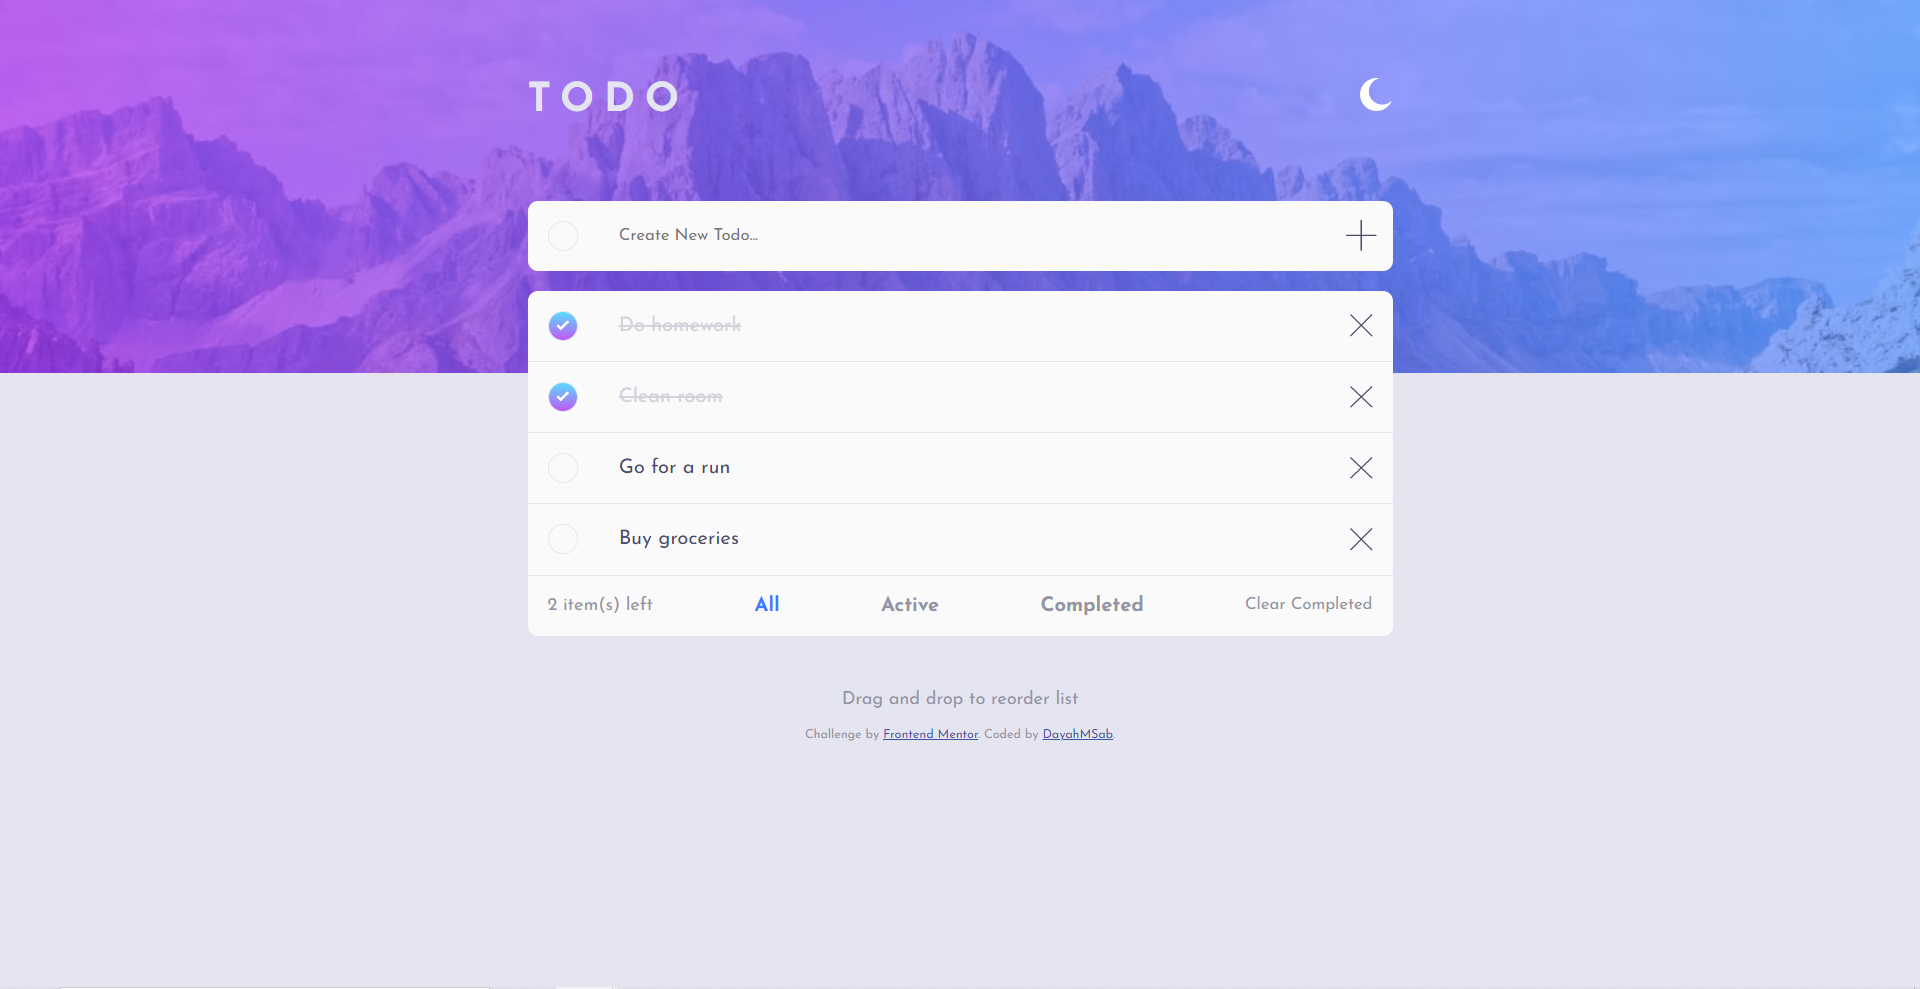 TODO
Create New Todo...
Do homework
Clean room
Go for a run
Buy groceries
2 item(s) left All Active Completed Clear Completed
Drag and drop to reorder list
Challenge by Frontend Mentor. Coded by DayahMSab.